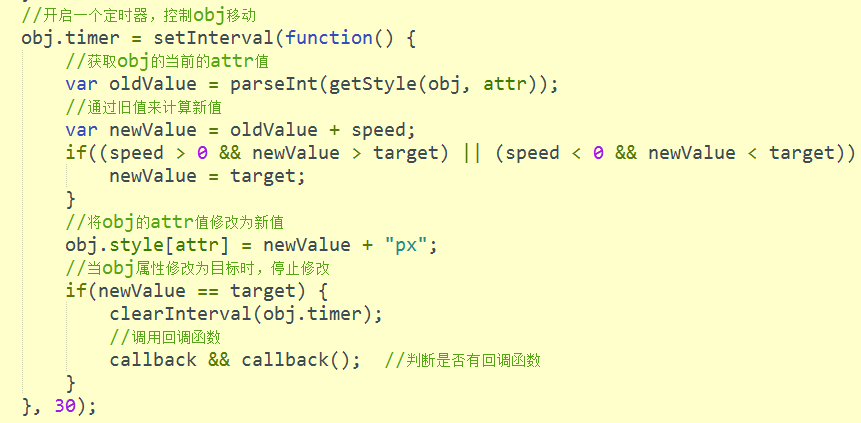 //开启一个定时器，控制obj移动
obj.timer = setInterval(function() {
//获取obj的当前的attr值
var oldValue = parseInt(getStyle(obj, attr));
//通过旧值来计算新值
var newValue = oldValue + speed;
if((speed > 0 && newValue > target) || (speed < 0 && newValue < target))
newValue = target;
}
//将obj的attr值修改为新值
obj.style[attr] = newValue + "px";
//当obj属性修改为目标时，停止修改
if(newValue == target) {
clearInterval(obj.timer);
//调用回调函数
callback && callback();  //判断是否有回调函数
}
}, 30);